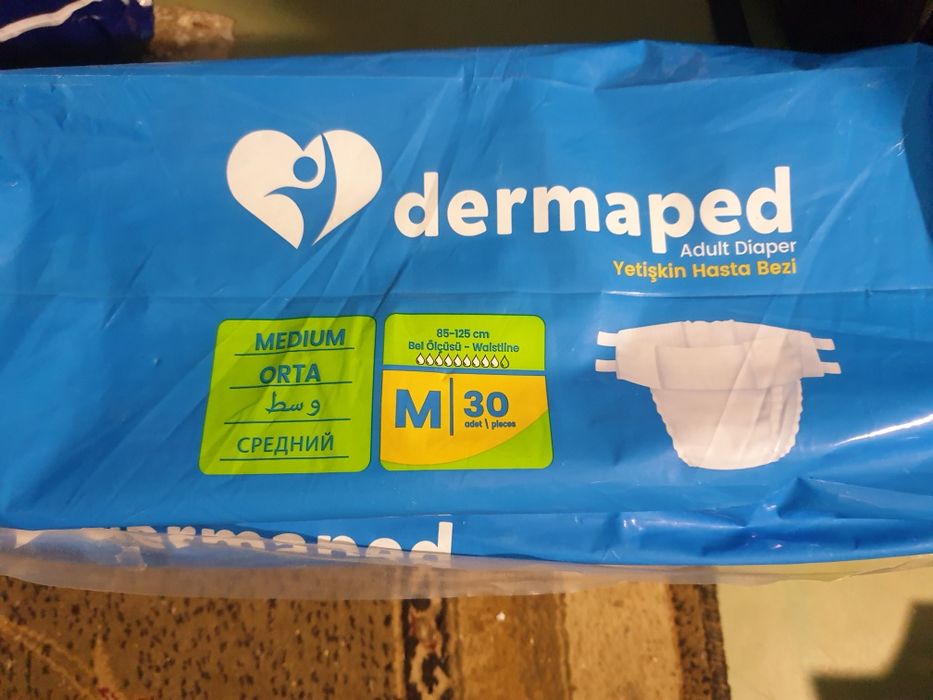 dermaped
Adult Diaper
Yetişkin Hasta Bezi
MEDIUM
ORTA
وسط
СРЕДНИЙ
85-125 cm
Bel Ölçüsü - Waistline
M
30
adet \ pieces
dermaped